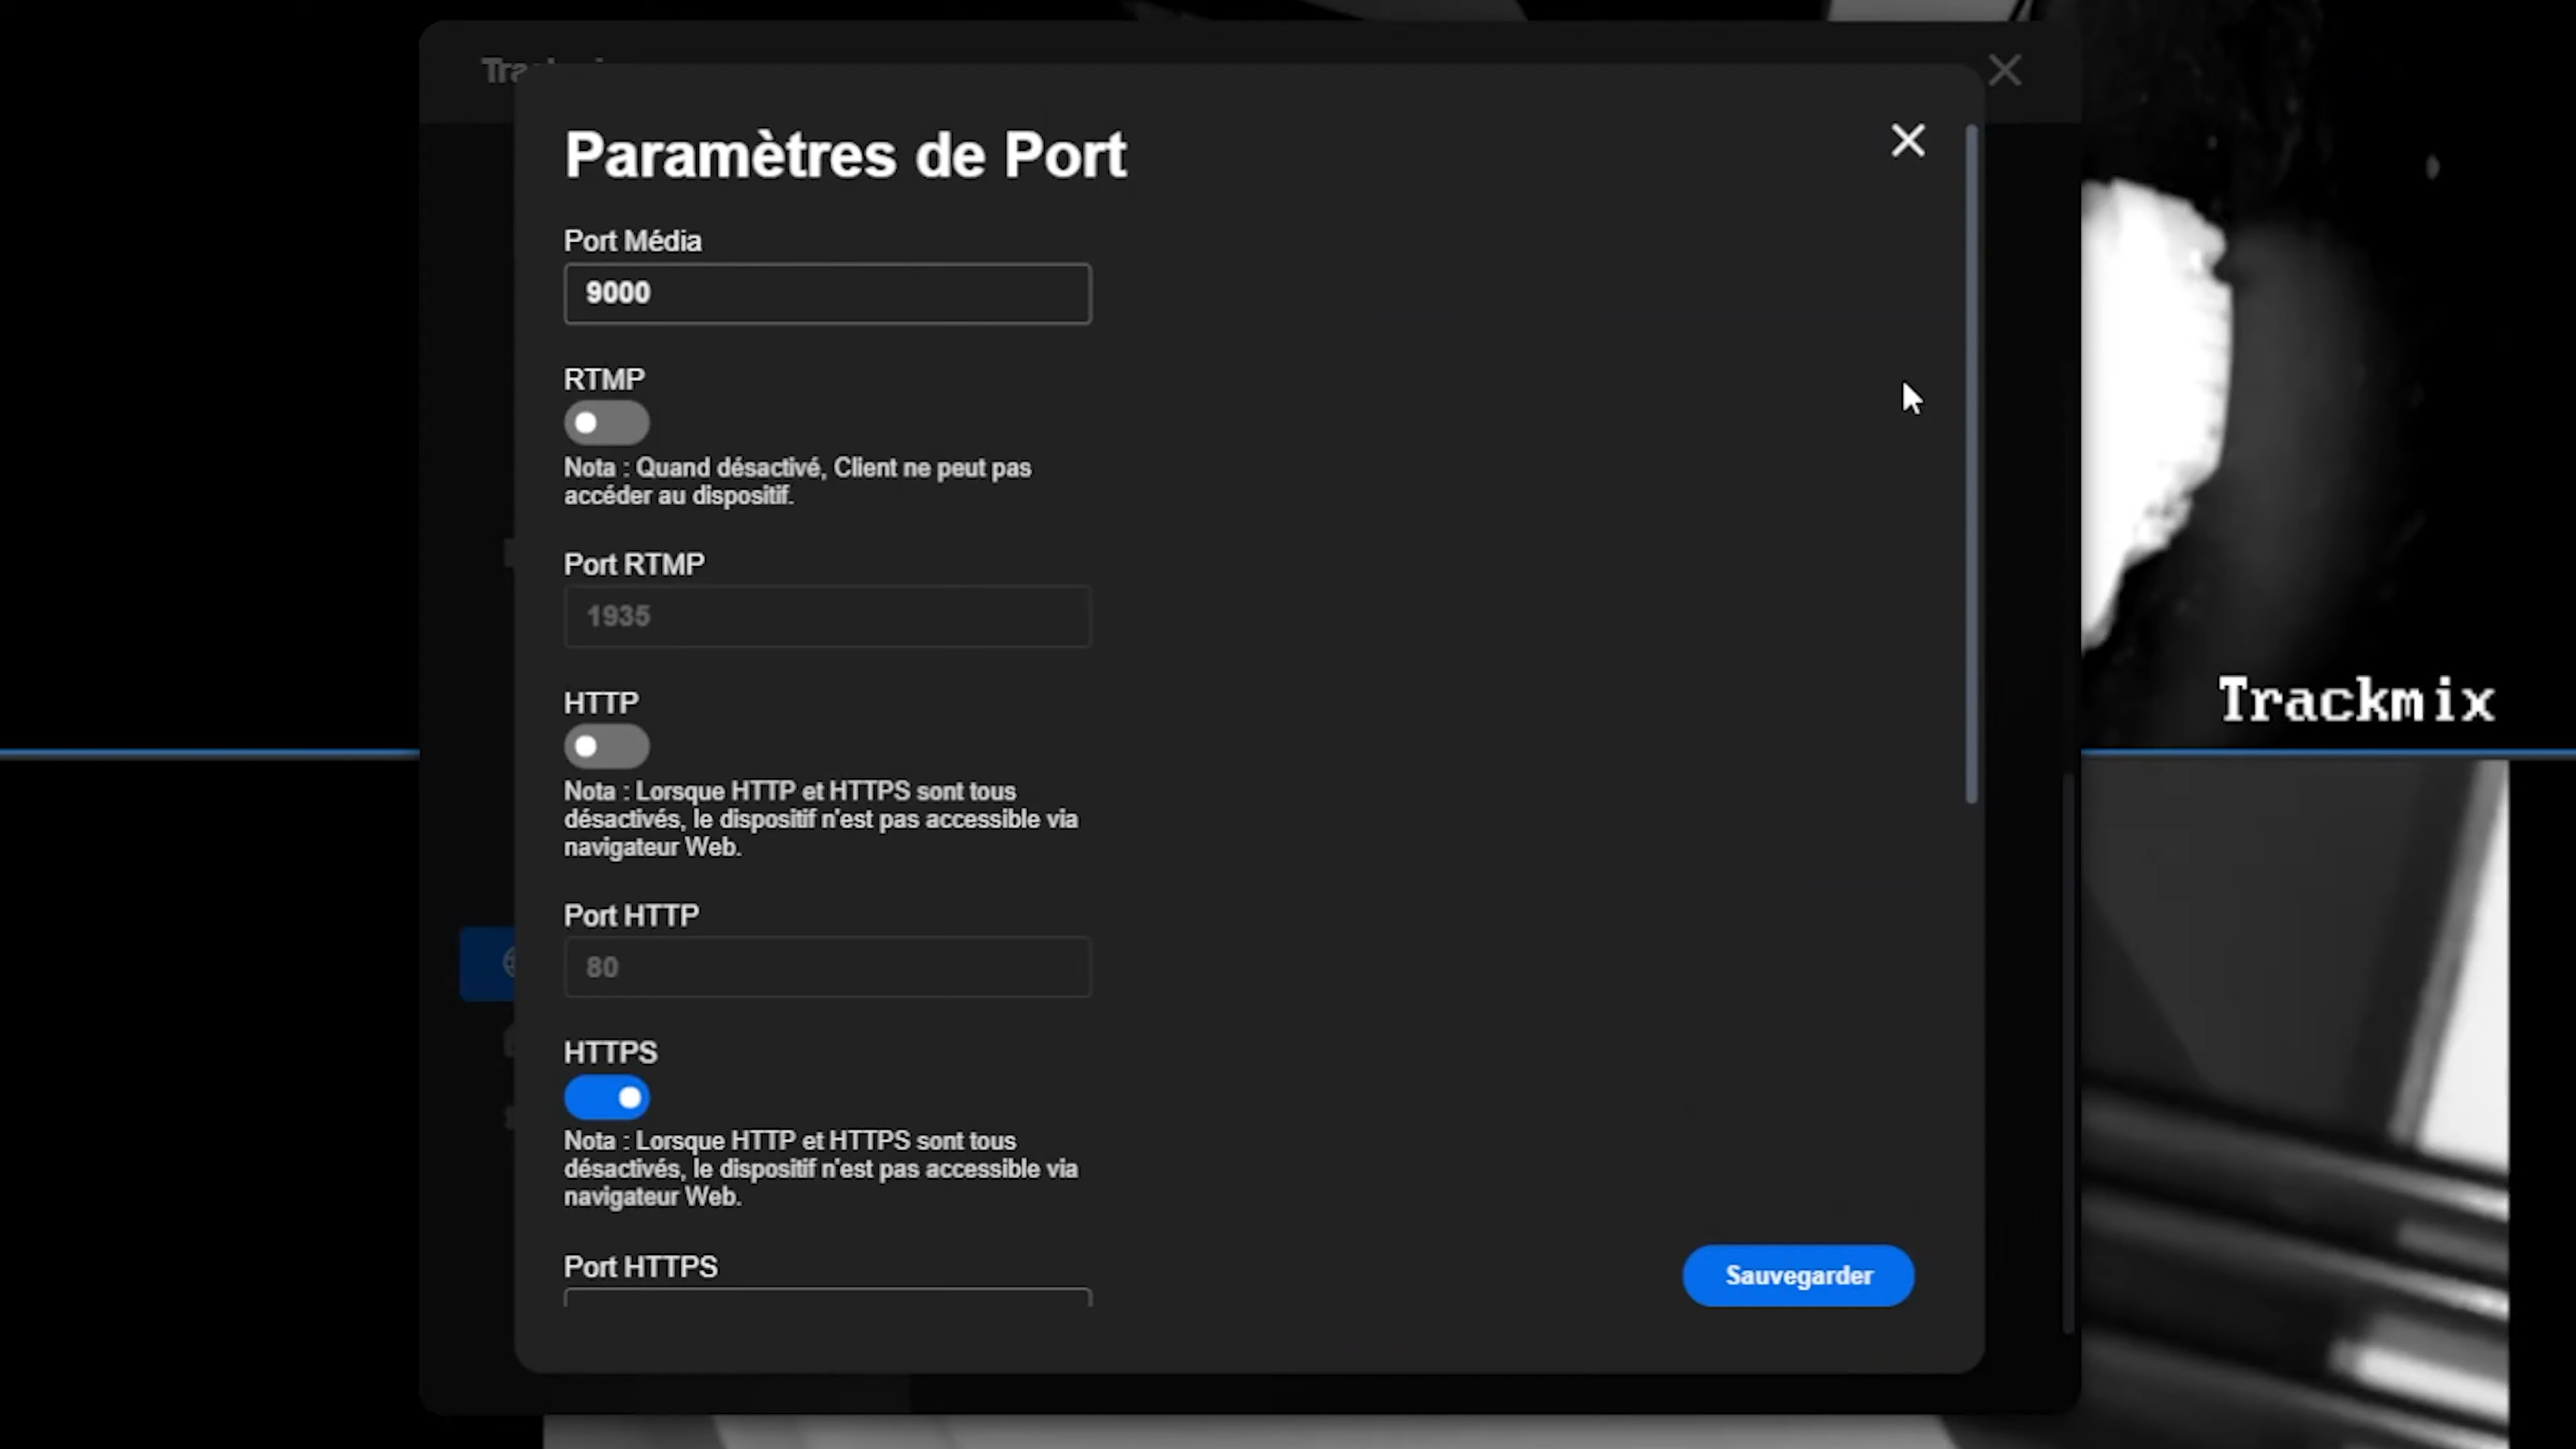 Paramètres de Port
Port Média
9000
RTMP
Nota : Quand désactivé, Client ne peut pas
accéder au dispositif.
Port RTMP
1935
HTTP
Nota : Lorsque HTTP et HTTPS sont tous
désactivés, le dispositif n'est pas accessible via
navigateur Web.
Port HTTP
80
HTTPS
Nota : Lorsque HTTP et HTTPS sont tous
désactivés, le dispositif n'est pas accessible via
navigateur Web.
Port HTTPS
Sauvegarder
Trackmix